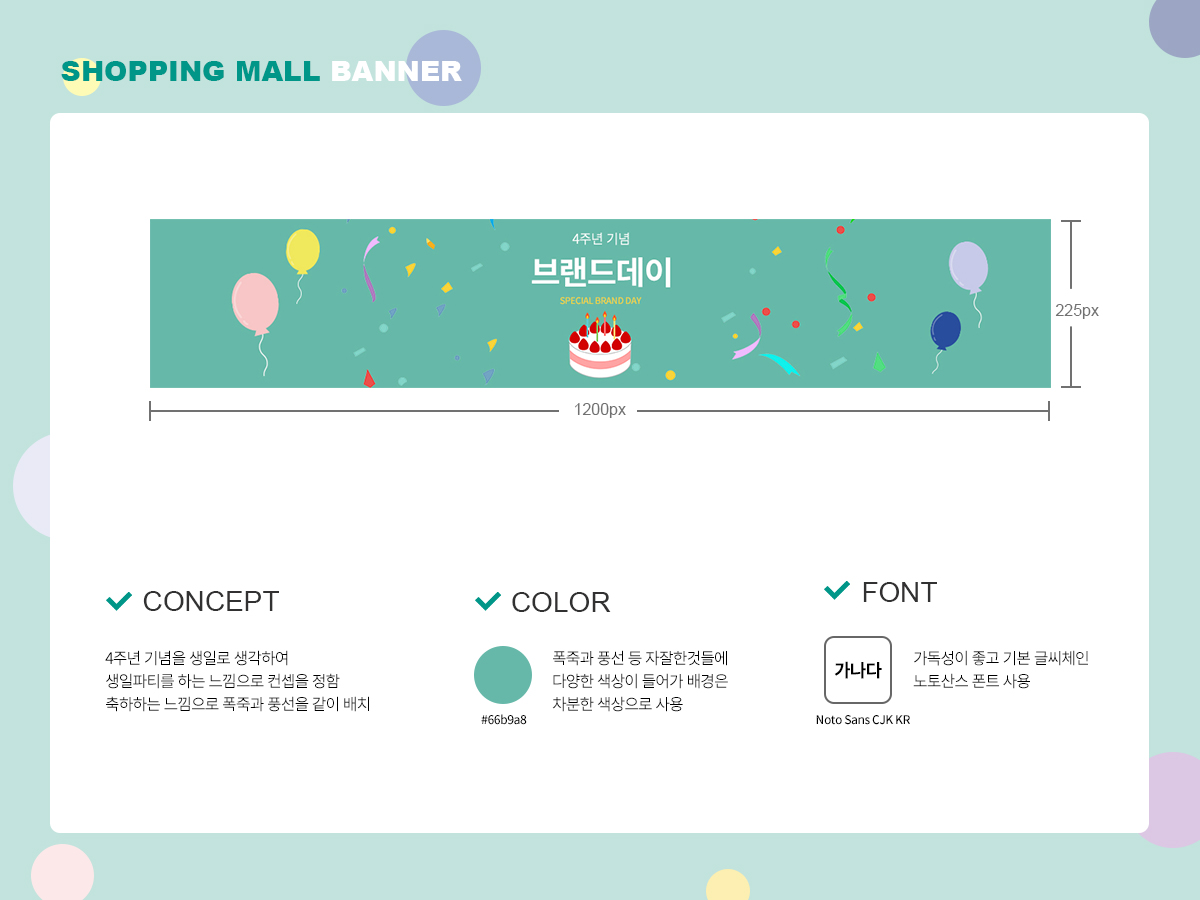 SHOPPING MALL BANNER
4주년 기념
브랜드데이
SPECIAL BRAND DAY
225px
1200px
CONCEPT
4주년 기념을 생일로 생각하여
생일파티를 하는 느낌으로 컨셉을 정함
축하하는 느낌으로 폭죽과 풍선을 같이 배치
COLOR
#66b9a8
폭죽과 풍선 등 자잘한것들에
다양한 색상이 들어가 배경은
차분한 색상으로 사용
FONT
가나다
Noto Sans CJK KR
가독성이 좋고 기본 글씨체인
노토산스 폰트 사용